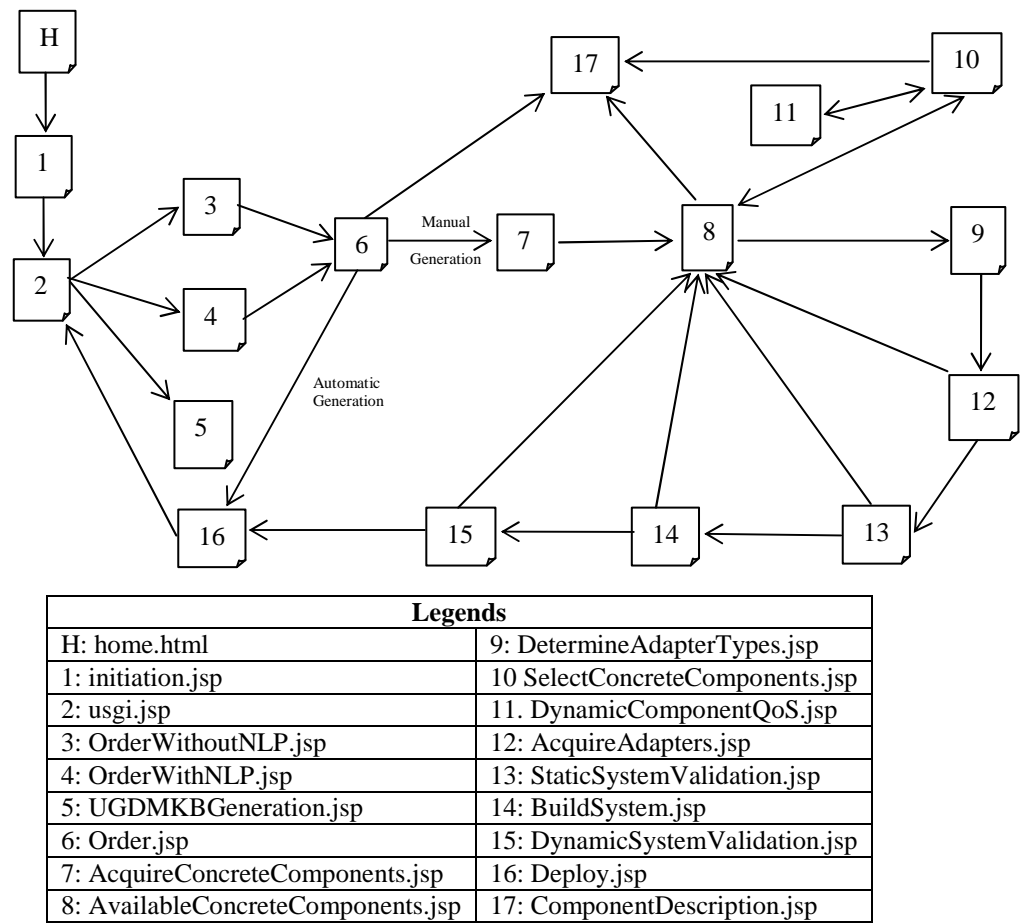 H
17
10
11
1
3
Manual
6
7
8
9
Generation
2
4
Automatic
Generation
12
5
16
15
14
13
Legends
H: home.html
9: DetermineAdapterTypes.jsp
1: initiation.jsp
10 SelectConcreteComponents.jsp
2: usgi.jsp
11. DynamicComponentQoS.jsp
3: OrderWithoutNLP.jsp
12: AcquireAdapters.jsp
4: OrderWithNLP.jsp
13: StaticSystemValidation.jsp
5: UGDMKBGeneration.jsp
14: BuildSystem.jsp
6: Order.jsp
15: DynamicSystemValidation.jsp
7: AcquireConcreteComponents.jsp
16: Deploy.jsp
8: AvailableConcreteComponents.jsp
17: ComponentDescription.jsp